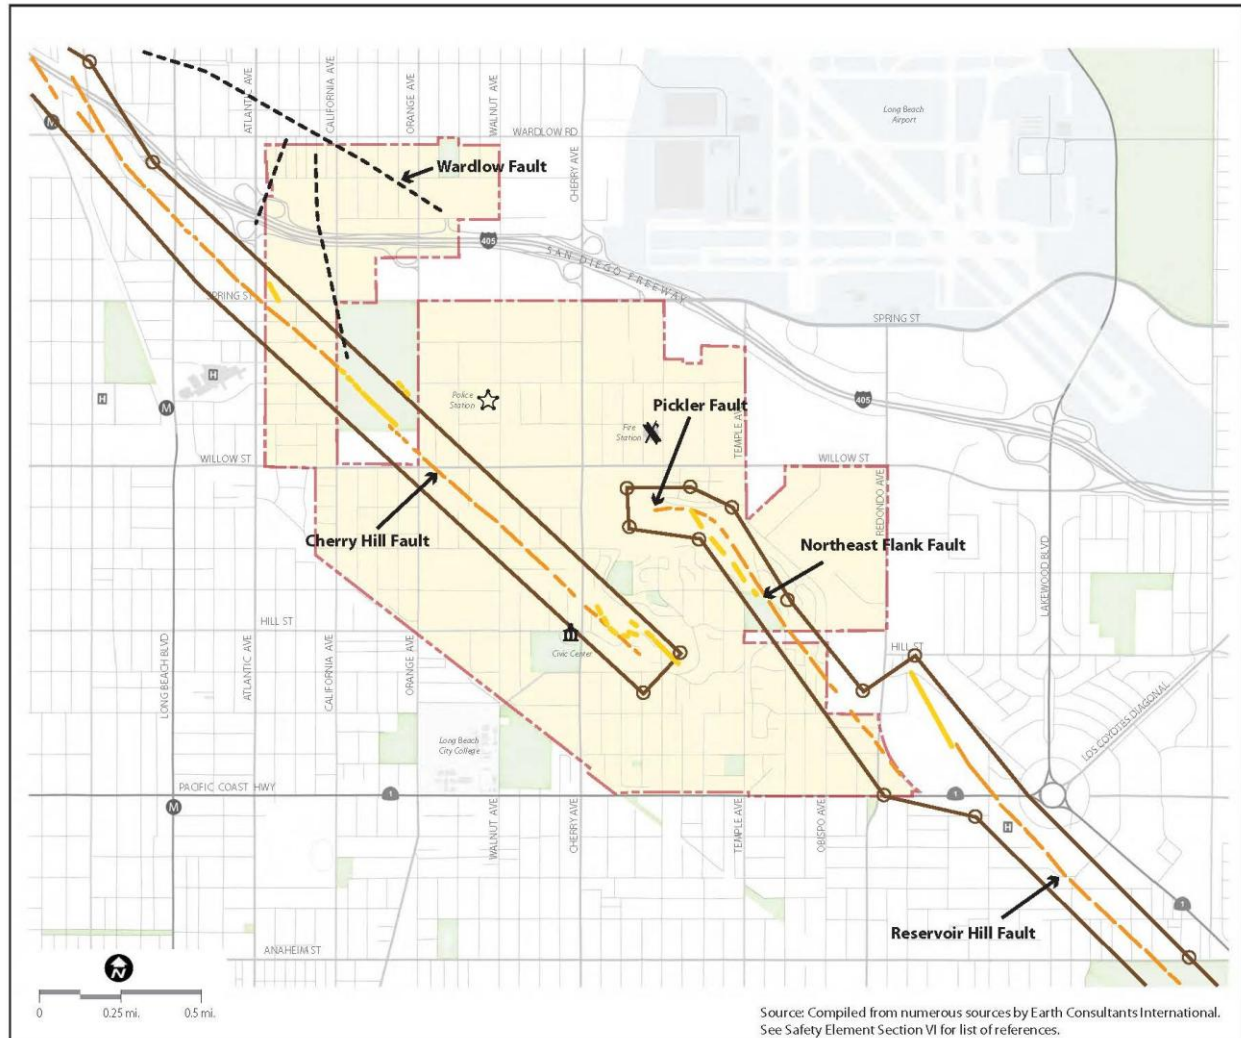 ATLANTIC AVE
CALIFORNIA AVE
ORANGE AVE
WALNUT AVE
Long Beach
Airport
M
WARDLOW RD
Wardlow Fault
CHERRY AVE
405
SAN DIEGO FREEWAY
SPRING ST
SPRING ST
H
H
M
Police
Station
Pickler Fault
405
Fire
Station
TEMPLE AVE
WILLOW ST
WILLOW ST
REDONDO AVE
Cherry Hill Fault
Northeast Flank Fault
LAKEWOOD BLVD
HILL ST
Civic Center
HILL ST
LONG BEACH BLVD
ATLANTIC AVE
CALIFORNIA AVE
ORANGE AVE
LOS COYOTES DIAGONAL
Long Beach
City College
PACIFIC COAST HWY
M
1
1
H
WALNUT AVE
CHERRY AVE
TEMPLE AVE
OBISPO AVE
1
Reservoir Hill Fault
ANAHEIM ST
N
0 0.25 mi. 0.5 mi.
Source: Compiled from numerous sources by Earth Consultants International.
See Safety Element Section VI for list of references.